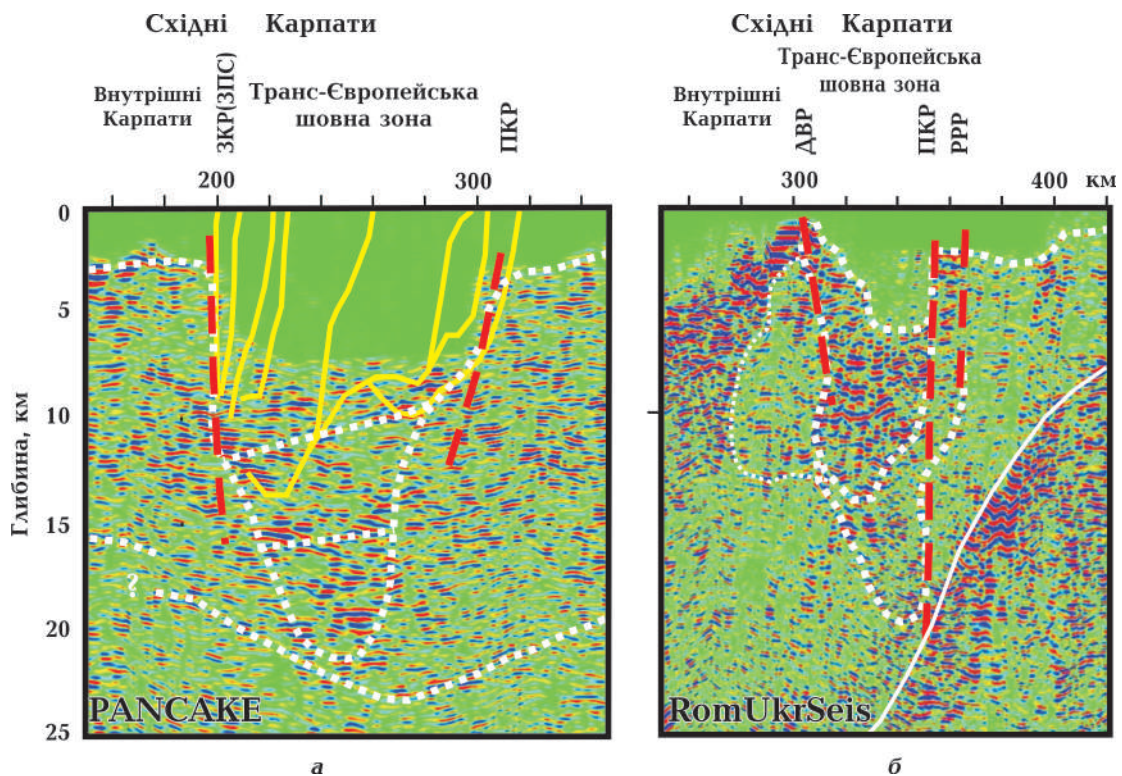 Східні Карпати
Внутрішні
Карпати
ЗКР(ЗПС)
Транс-Європейська
шовна зона
ПКР
200
300
0
5
10
15
20
25
Глибина, км
?
PANCAKE
а
Східні Карпати
Транс-Європейська
шовна зона
Внутрішні
Карпати
ДВР
ПКР
РРР
300
400 км
RomUkrSeis
б